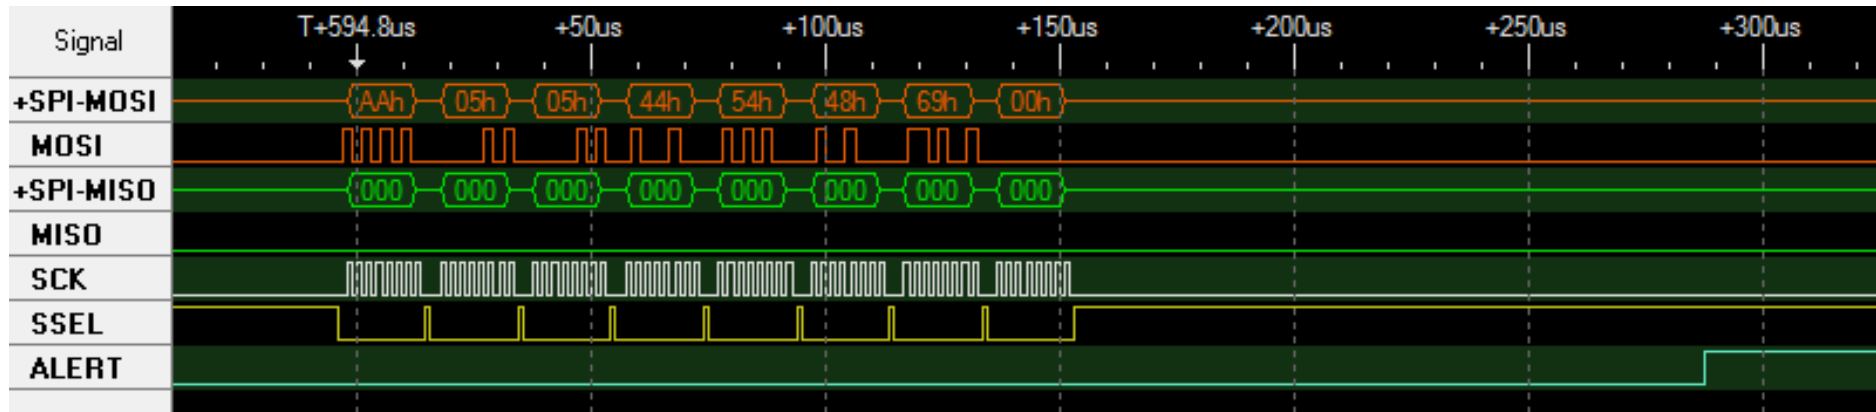 Signal T+594.8us +50us +100us +150us +200us +250us +300us
+SPI-MOSI AAh 05h 05h 44h 54h 48h 69h 00h
MOSI
+SPI-MISO 000 000 000 000 000 000 000 000
MISO
SCK
SSEL
ALERT